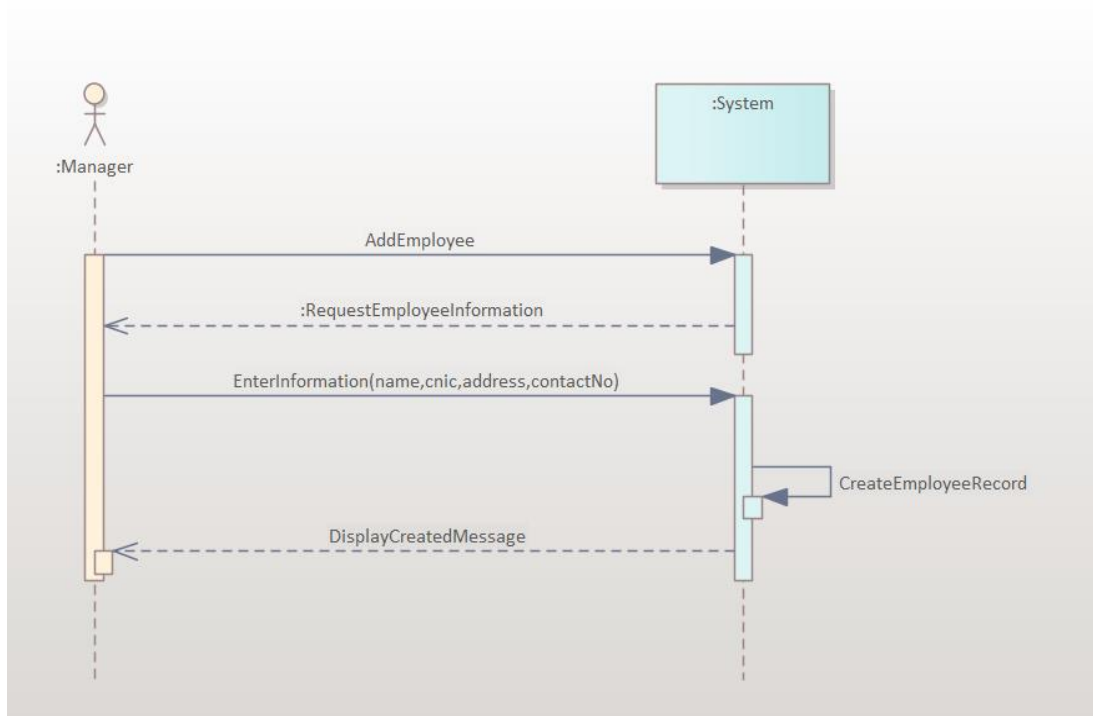 :System
:Manager
AddEmployee
:RequestEmployeeInformation
EnterInformation(name,cnic,address,contactNo)
CreateEmployeeRecord
DisplayCreatedMessage